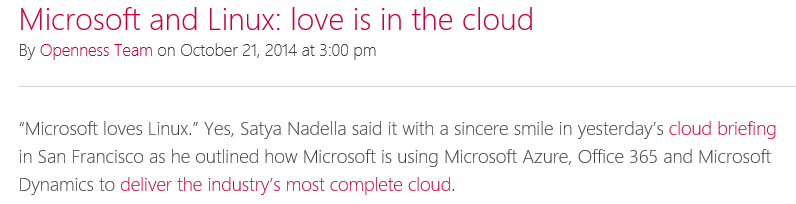 Microsoft and Linux: love is in the cloud
By Openness Team on October 21, 2014 at 3:00 pm
“Microsoft loves Linux.” Yes, Satya Nadella said it with a sincere smile in yesterday’s cloud briefing
in San Francisco as he outlined how Microsoft is using Microsoft Azure, Office 365 and Microsoft
Dynamics to deliver the industry’s most complete cloud.